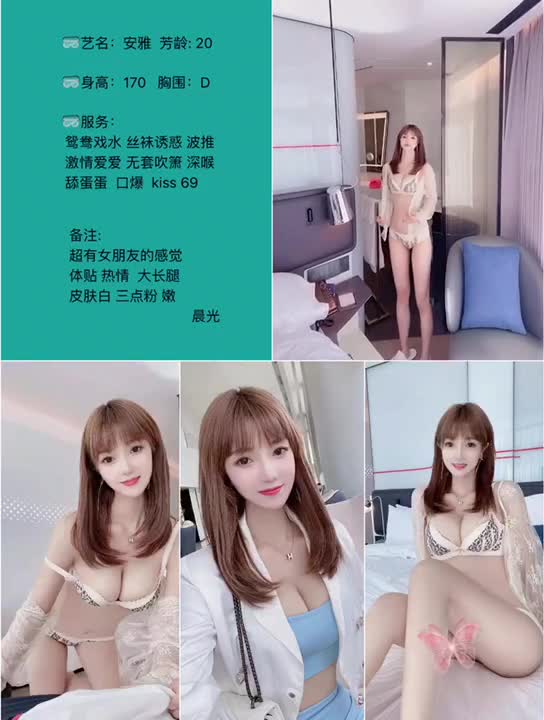 艺名：安雅 芳龄: 20
身高：170 胸围：D
服务：
鸳鸯戏水 丝袜诱惑 波推
激情爱爱 无套吹箫 深喉
舔蛋蛋 口爆 kiss 69
备注:
超有女朋友的感觉
体贴 热情 大长腿
皮肤白 三点粉 嫩
晨光